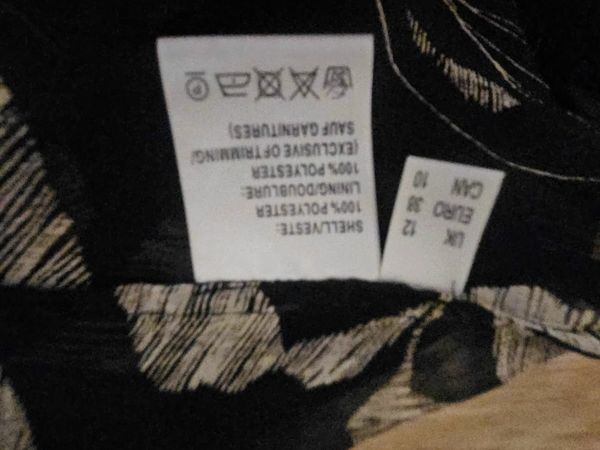 SHELL/VESTE:
100% POLYESTER
LINING/DOUBLURE:
100% POLYESTER
(EXCLUSIVE OF TRIMMING/
SAUF GARNITURES)
P
UK 12
EURO 38
CAN 10